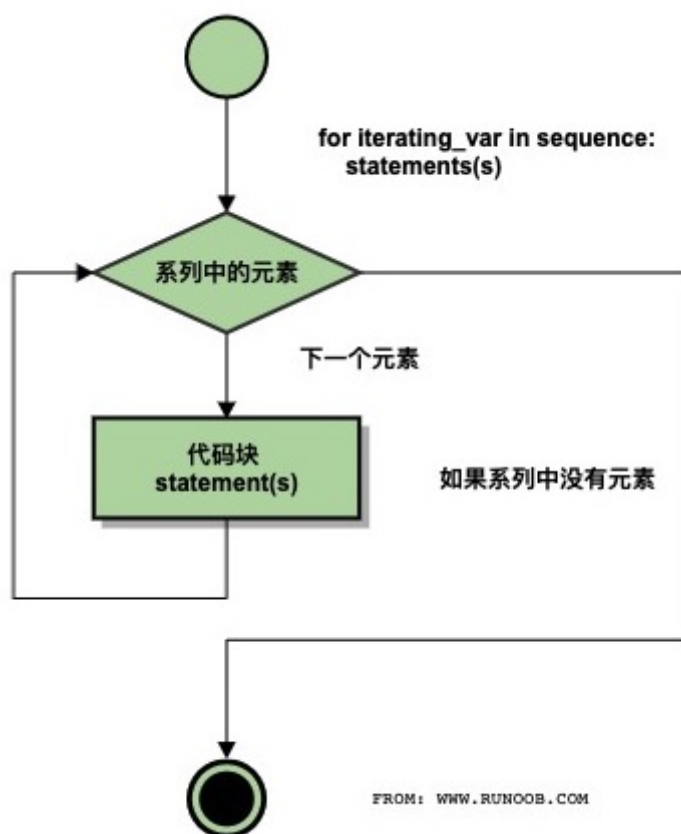 for iterating_var in sequence:
statements(s)
系列中的元素
下一个元素
代码块
statement(s)
如果系列中没有元素
FROM: WWW.RUNOOB.COM